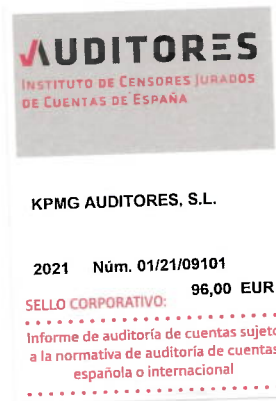 AUDITORES
INSTITUTO DE CENSORES JURADOS
DE CUENTAS DE ESPAÑA
KPMG AUDITORES, S.L.
2021 Núm. 01/21/09101
96,00 EUR
SELLO CORPORATIVO:
Informe de auditoría de cuentas sujeto
a la normativa de auditoría de cuentas
española o internacional